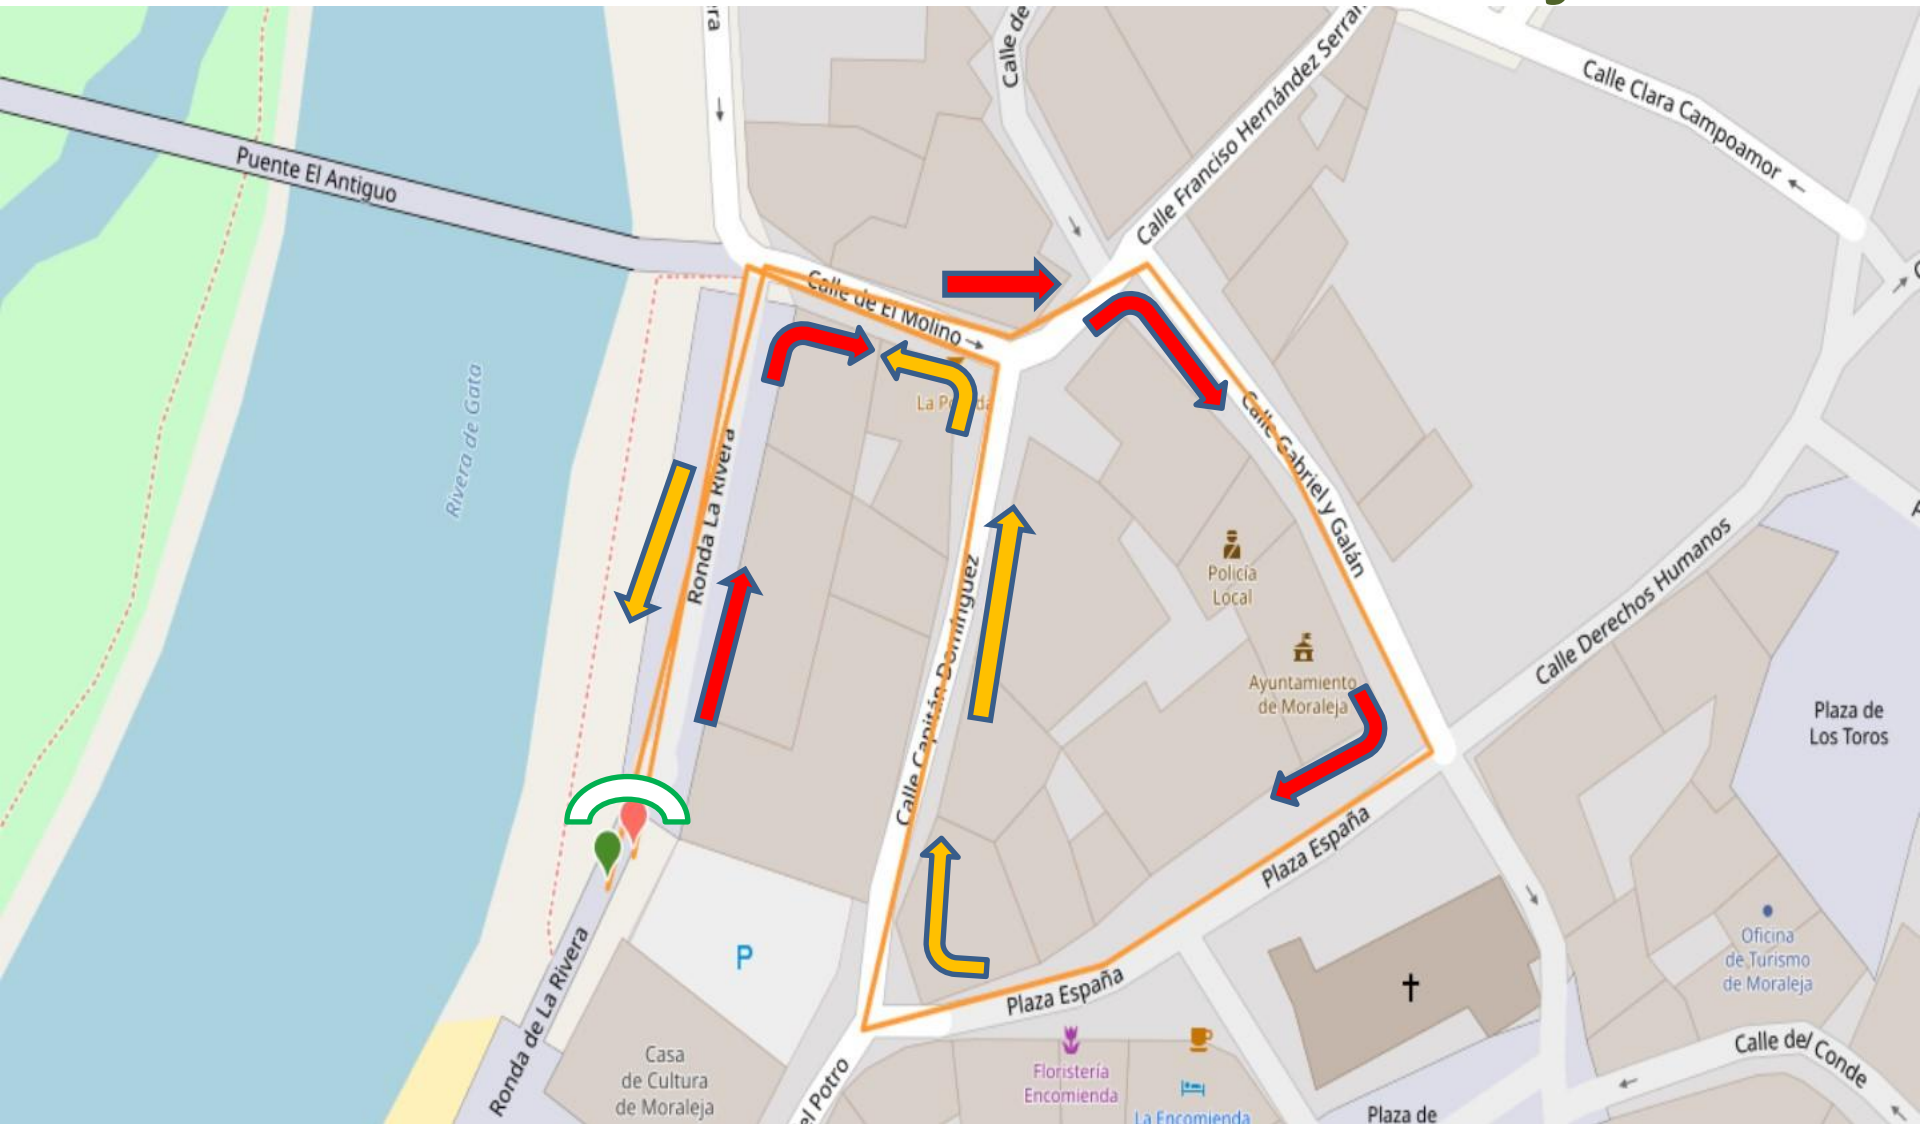 Calle de
Calle Franciso Hernández Serran
Calle Clara Campoamor
Puente El Antiguo
Calle de El Molino
Rivera de Gata
Ronda La Rivera
Calle Gabriel y Galán
Calle Capitán Domínguez
Policía
Local
Ayuntamiento
de Moraleja
Calle Derechos Humanos
Plaza de
Los Toros
Plaza España
P
Oficina
de Turismo
de Moraleja
Plaza España
Ronda de La Rivera
Casa
de Cultura
de Moraleja
el Potro
Floristería
Encomienda
La Encomienda
Calle del Conde
Plaza de